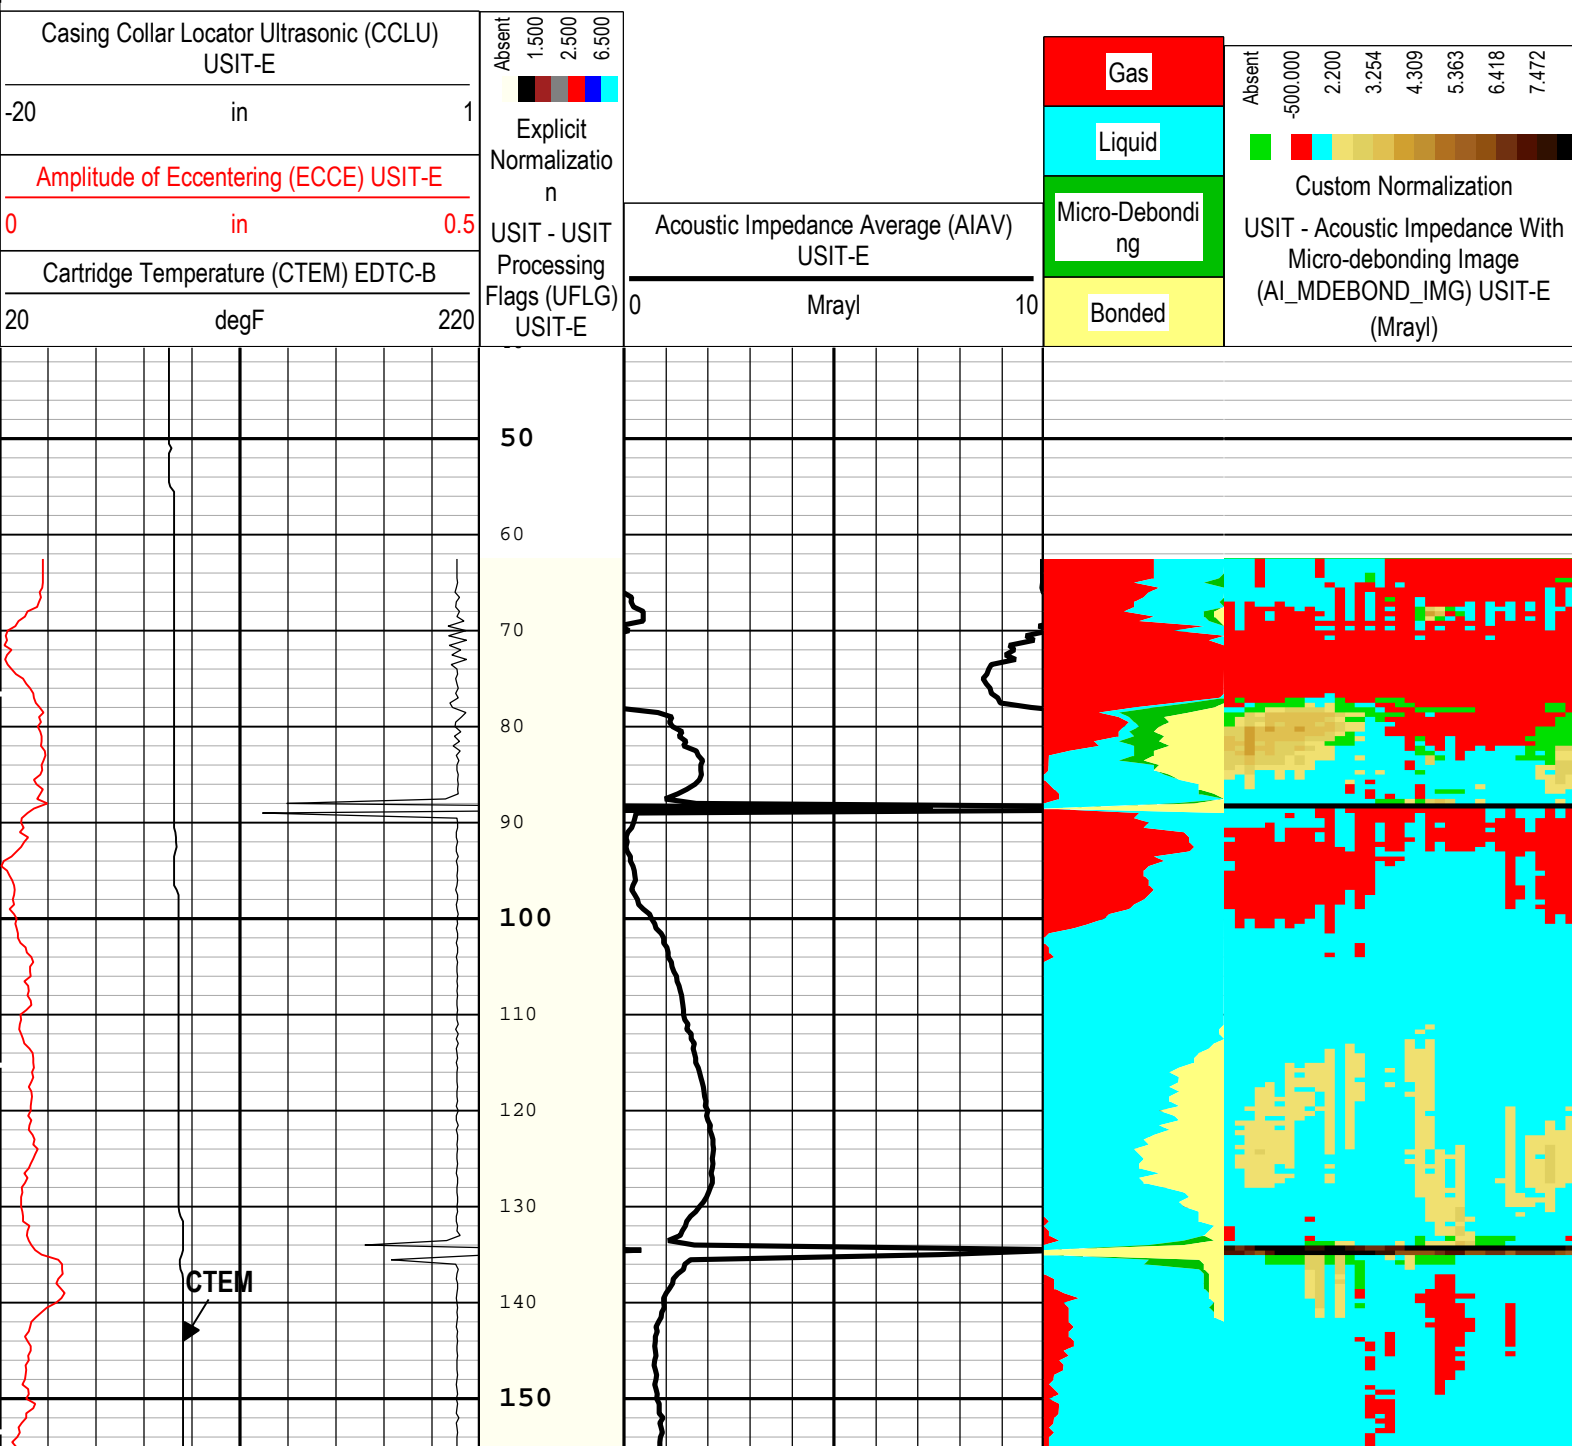 Casing Collar Locator Ultrasonic (CCLU)
USIT-E
-20 in 1
Amplitude of Eccentering (ECCE) USIT-E
0 in 0.5
Cartridge Temperature (CTEM) EDTC-B
20 degF 220
Absent
1.500
2.500
6.500
Explicit
Normalizatio
n
USIT - USIT
Processing
Flags (UFLG)
USIT-E
Acoustic Impedance Average (AIAV)
USIT-E
0 Mrayl 10
Gas
Liquid
Micro-Debondi
ng
Bonded
Absent
-500.000
2.200
3.254
4.309
5.363
6.418
7.472
Custom Normalization
USIT - Acoustic Impedance With
Micro-debonding Image
(AI_MDEBOND_IMG) USIT-E
(Mrayl)
50
60
70
80
90
100
110
120
130
CTEM
140
150